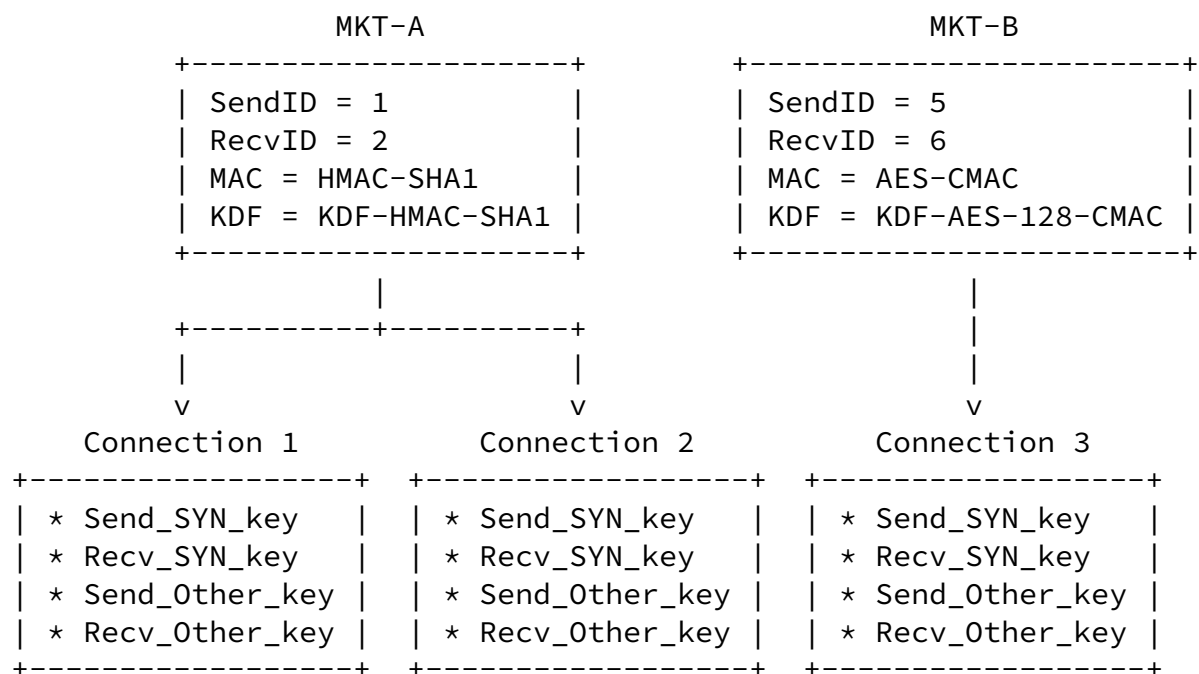 MKT-A MKT-B
+---------------------+ +------------------------+
| SendID = 1 | | SendID = 5 |
| RecvID = 2 | | RecvID = 6 |
| MAC = HMAC-SHA1 | | MAC = AES-CMAC |
| KDF = KDF-HMAC-SHA1 | | KDF = KDF-AES-128-CMAC |
+---------------------+ +------------------------+
| |
+----------+----------+ |
| | |
v v v
Connection 1 Connection 2 Connection 3
+------------------+ +------------------+ +------------------+
| * Send_SYN_key | | * Send_SYN_key | | * Send_SYN_key |
| * Recv_SYN_key | | * Recv_SYN_key | | * Recv_SYN_key |
| * Send_Other_key | | * Send_Other_key | | * Send_Other_key |
| * Recv_Other_key | | * Recv_Other_key | | * Recv_Other_key |
+------------------+ +------------------+ +------------------+